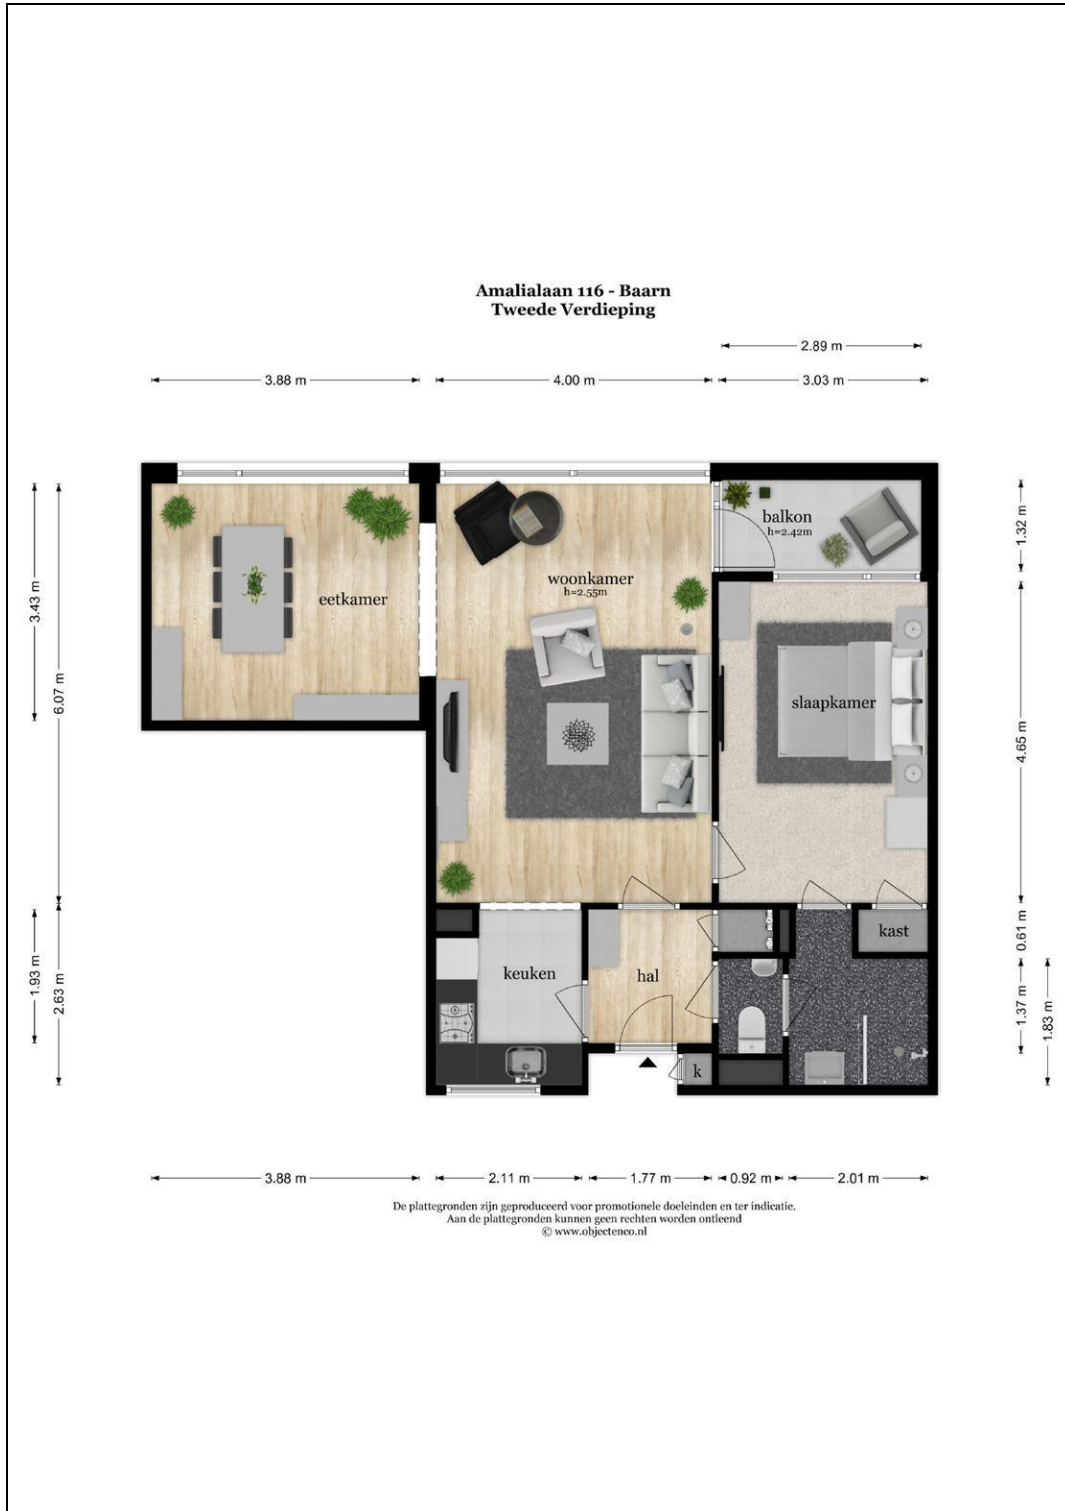 Amalialaan 116 - Baarn
Tweede Verdieping
2.89 m
3.88 m
4.00 m
3.03 m
balkon
h=2.42m
1.32 m
woonkamer
h=2.55m
eetkamer
3.43 m
6.07 m
slaapkamer
4.65 m
kast
0.61 m
keuken
hal
1.93 m
2.63 m
1.37 m
1.83 m
k
3.88 m
2.11 m
1.77 m
0.92 m
2.01 m
De plattegronden zijn geproduceerd voor promotionele doeleinden en ter indicatie.
Aan de plattegronden kunnen geen rechten worden ontleend
© www.objectenco.nl